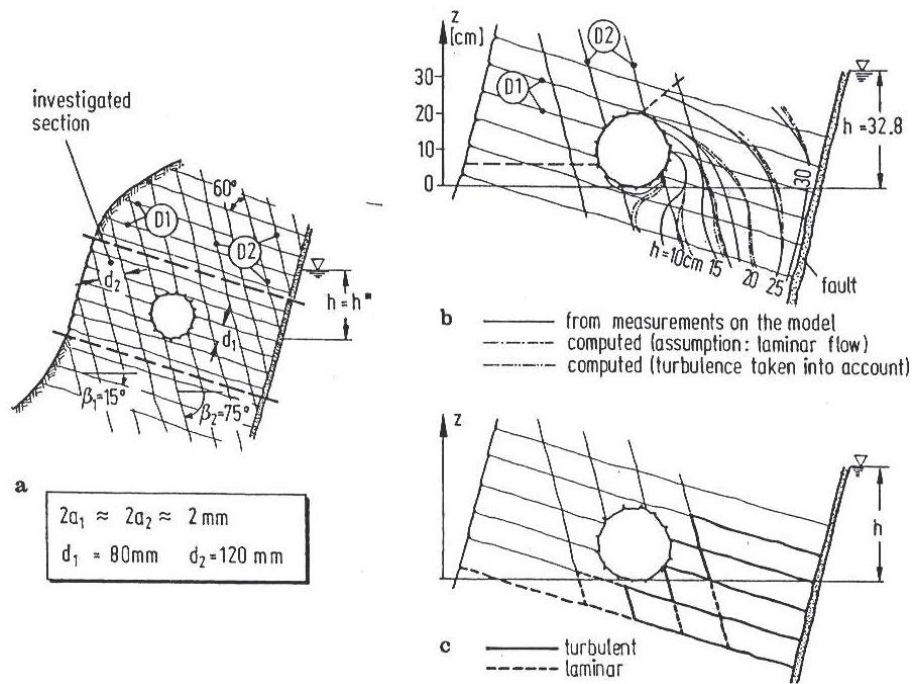 investigated
section
60°
D1
D2
d₂
h = h*
d₁
β₁=15°
β₂=75°
a
2a₁ ≈ 2a₂ ≈ 2 mm
d₁ = 80mm d₂=120 mm
z
[cm]
D2
D1
30
20
10
0
h = 32.8
30
h=10cm 15 20 25
fault
b
from measurements on the model
computed (assumption: laminar flow)
computed (turbulence taken into account)
z
h
c
turbulent
laminar